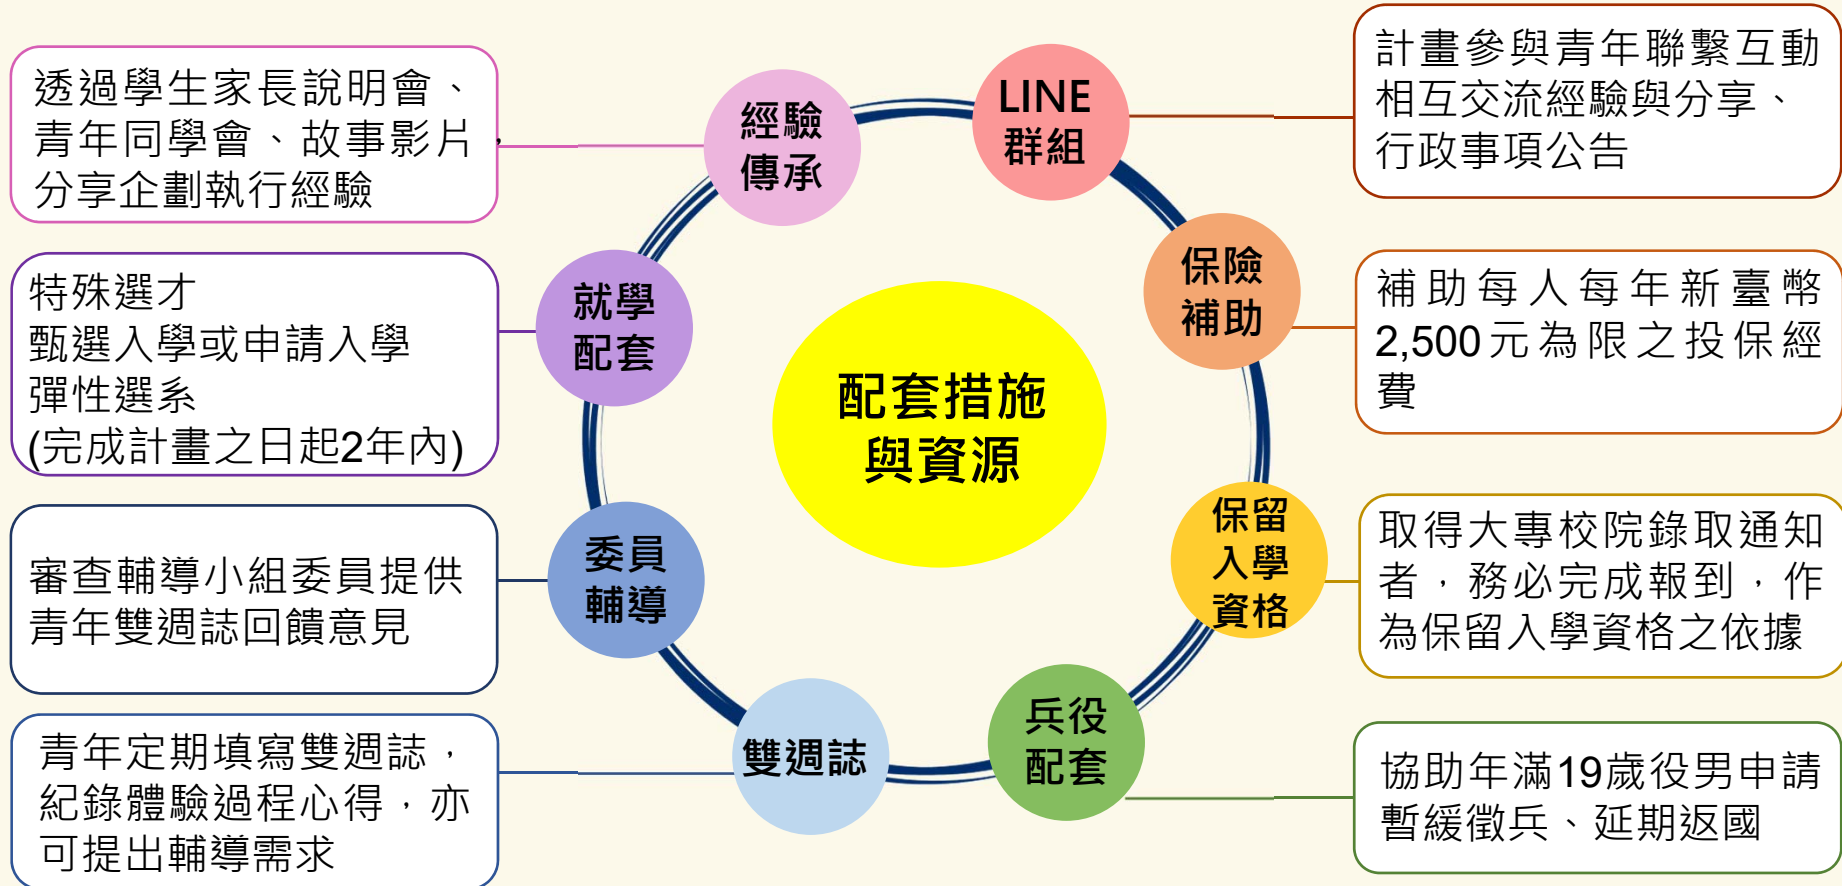 配套措施
與資源
LINE
群組
計畫參與青年聯繫互動
相互交流經驗與分享、
行政事項公告
保險
補助
補助每人每年新臺幣
2,500元為限之投保經
費
保留
入學
資格
取得大專校院錄取通知
者，務必完成報到，作
為保留入學資格之依據
兵役
配套
協助年滿19歲役男申請
暫緩徵兵、延期返國
雙週誌
青年定期填寫雙週誌，
紀錄體驗過程心得，亦
可提出輔導需求
委員
輔導
審查輔導小組委員提供
青年雙週誌回饋意見
就學
配套
特殊選才
甄選入學或申請入學
彈性選系
(完成計畫之日起2年內)
經驗
傳承
透過學生家長說明會、
青年同學會、故事影片，
分享企劃執行經驗